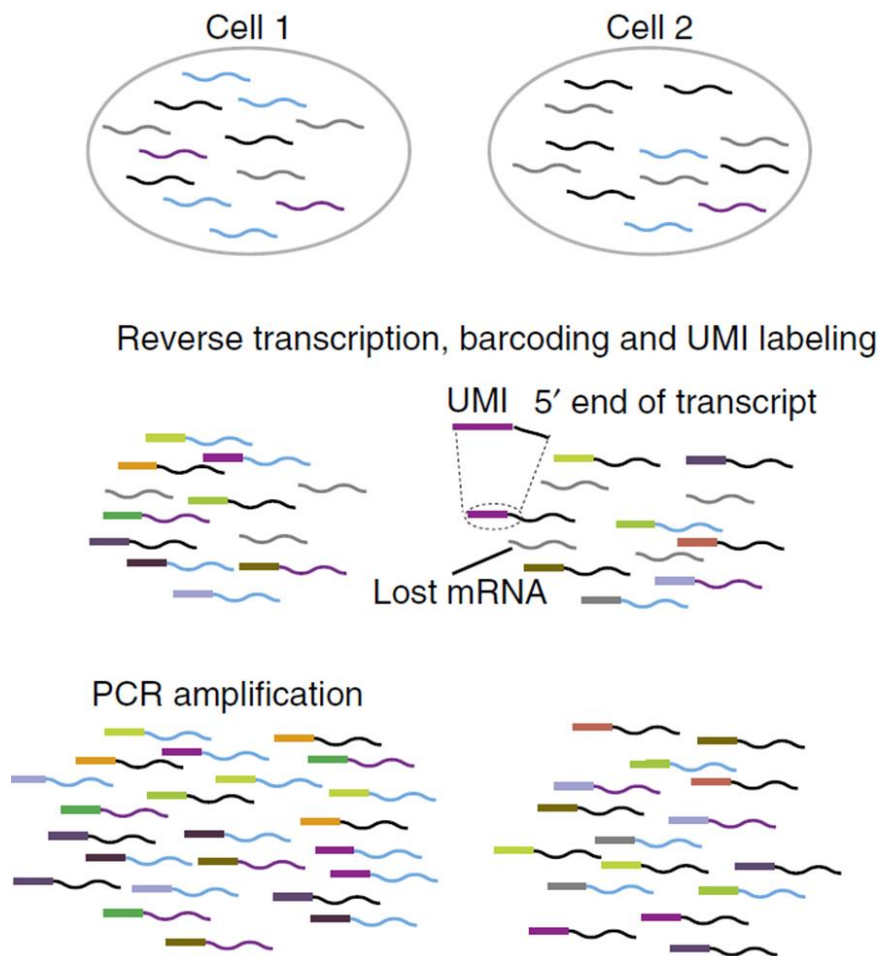 Cell 1
Cell 2
Reverse transcription, barcoding and UMI labeling
UMI
5′ end of transcript
Lost mRNA
PCR amplification